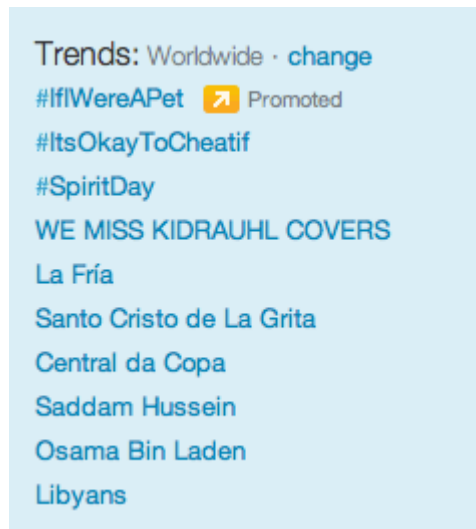 Trends: Worldwide · change
#IfIWereAPet Promoted
#ItsOkayToCheatif
#SpiritDay
WE MISS KIDRAUHL COVERS
La Fría
Santo Cristo de La Grita
Central da Copa
Saddam Hussein
Osama Bin Laden
Libyans